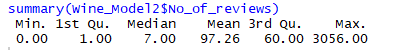 summary(Wine_Model2$No_of_reviews)
Min. 1st Qu. Median Mean 3rd Qu. Max.
0.00 1.00 7.00 97.26 60.00 3056.00